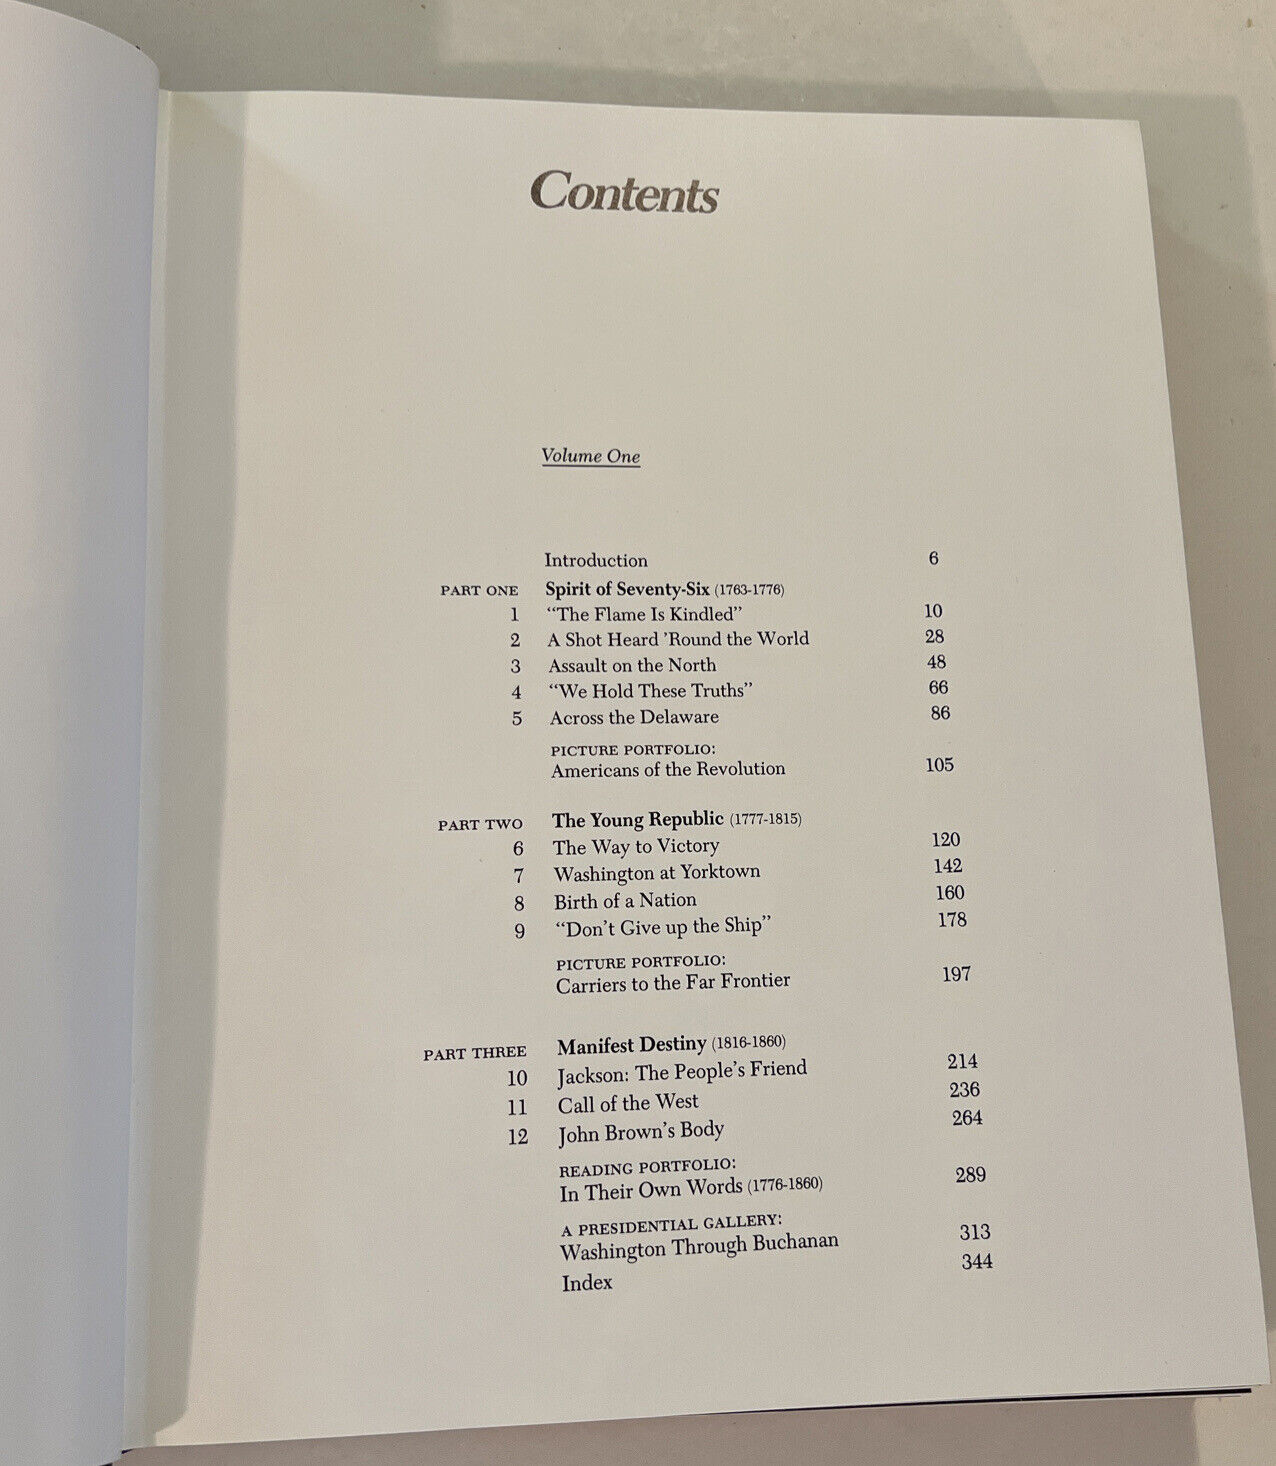 Contents
Volume One
Introduction 6
PART ONE Spirit of Seventy-Six (1763-1776)
1 “The Flame Is Kindled” 10
2 A Shot Heard ’Round the World 28
3 Assault on the North 48
4 “We Hold These Truths” 66
5 Across the Delaware 86
PICTURE PORTFOLIO:
Americans of the Revolution 105
PART TWO The Young Republic (1777-1815)
6 The Way to Victory 120
7 Washington at Yorktown 142
8 Birth of a Nation 160
9 “Don’t Give up the Ship” 178
PICTURE PORTFOLIO:
Carriers to the Far Frontier 197
PART THREE Manifest Destiny (1816-1860)
10 Jackson: The People’s Friend 214
11 Call of the West 236
12 John Brown’s Body 264
READING PORTFOLIO:
In Their Own Words (1776-1860) 289
A PRESIDENTIAL GALLERY:
Washington Through Buchanan 313
Index 344